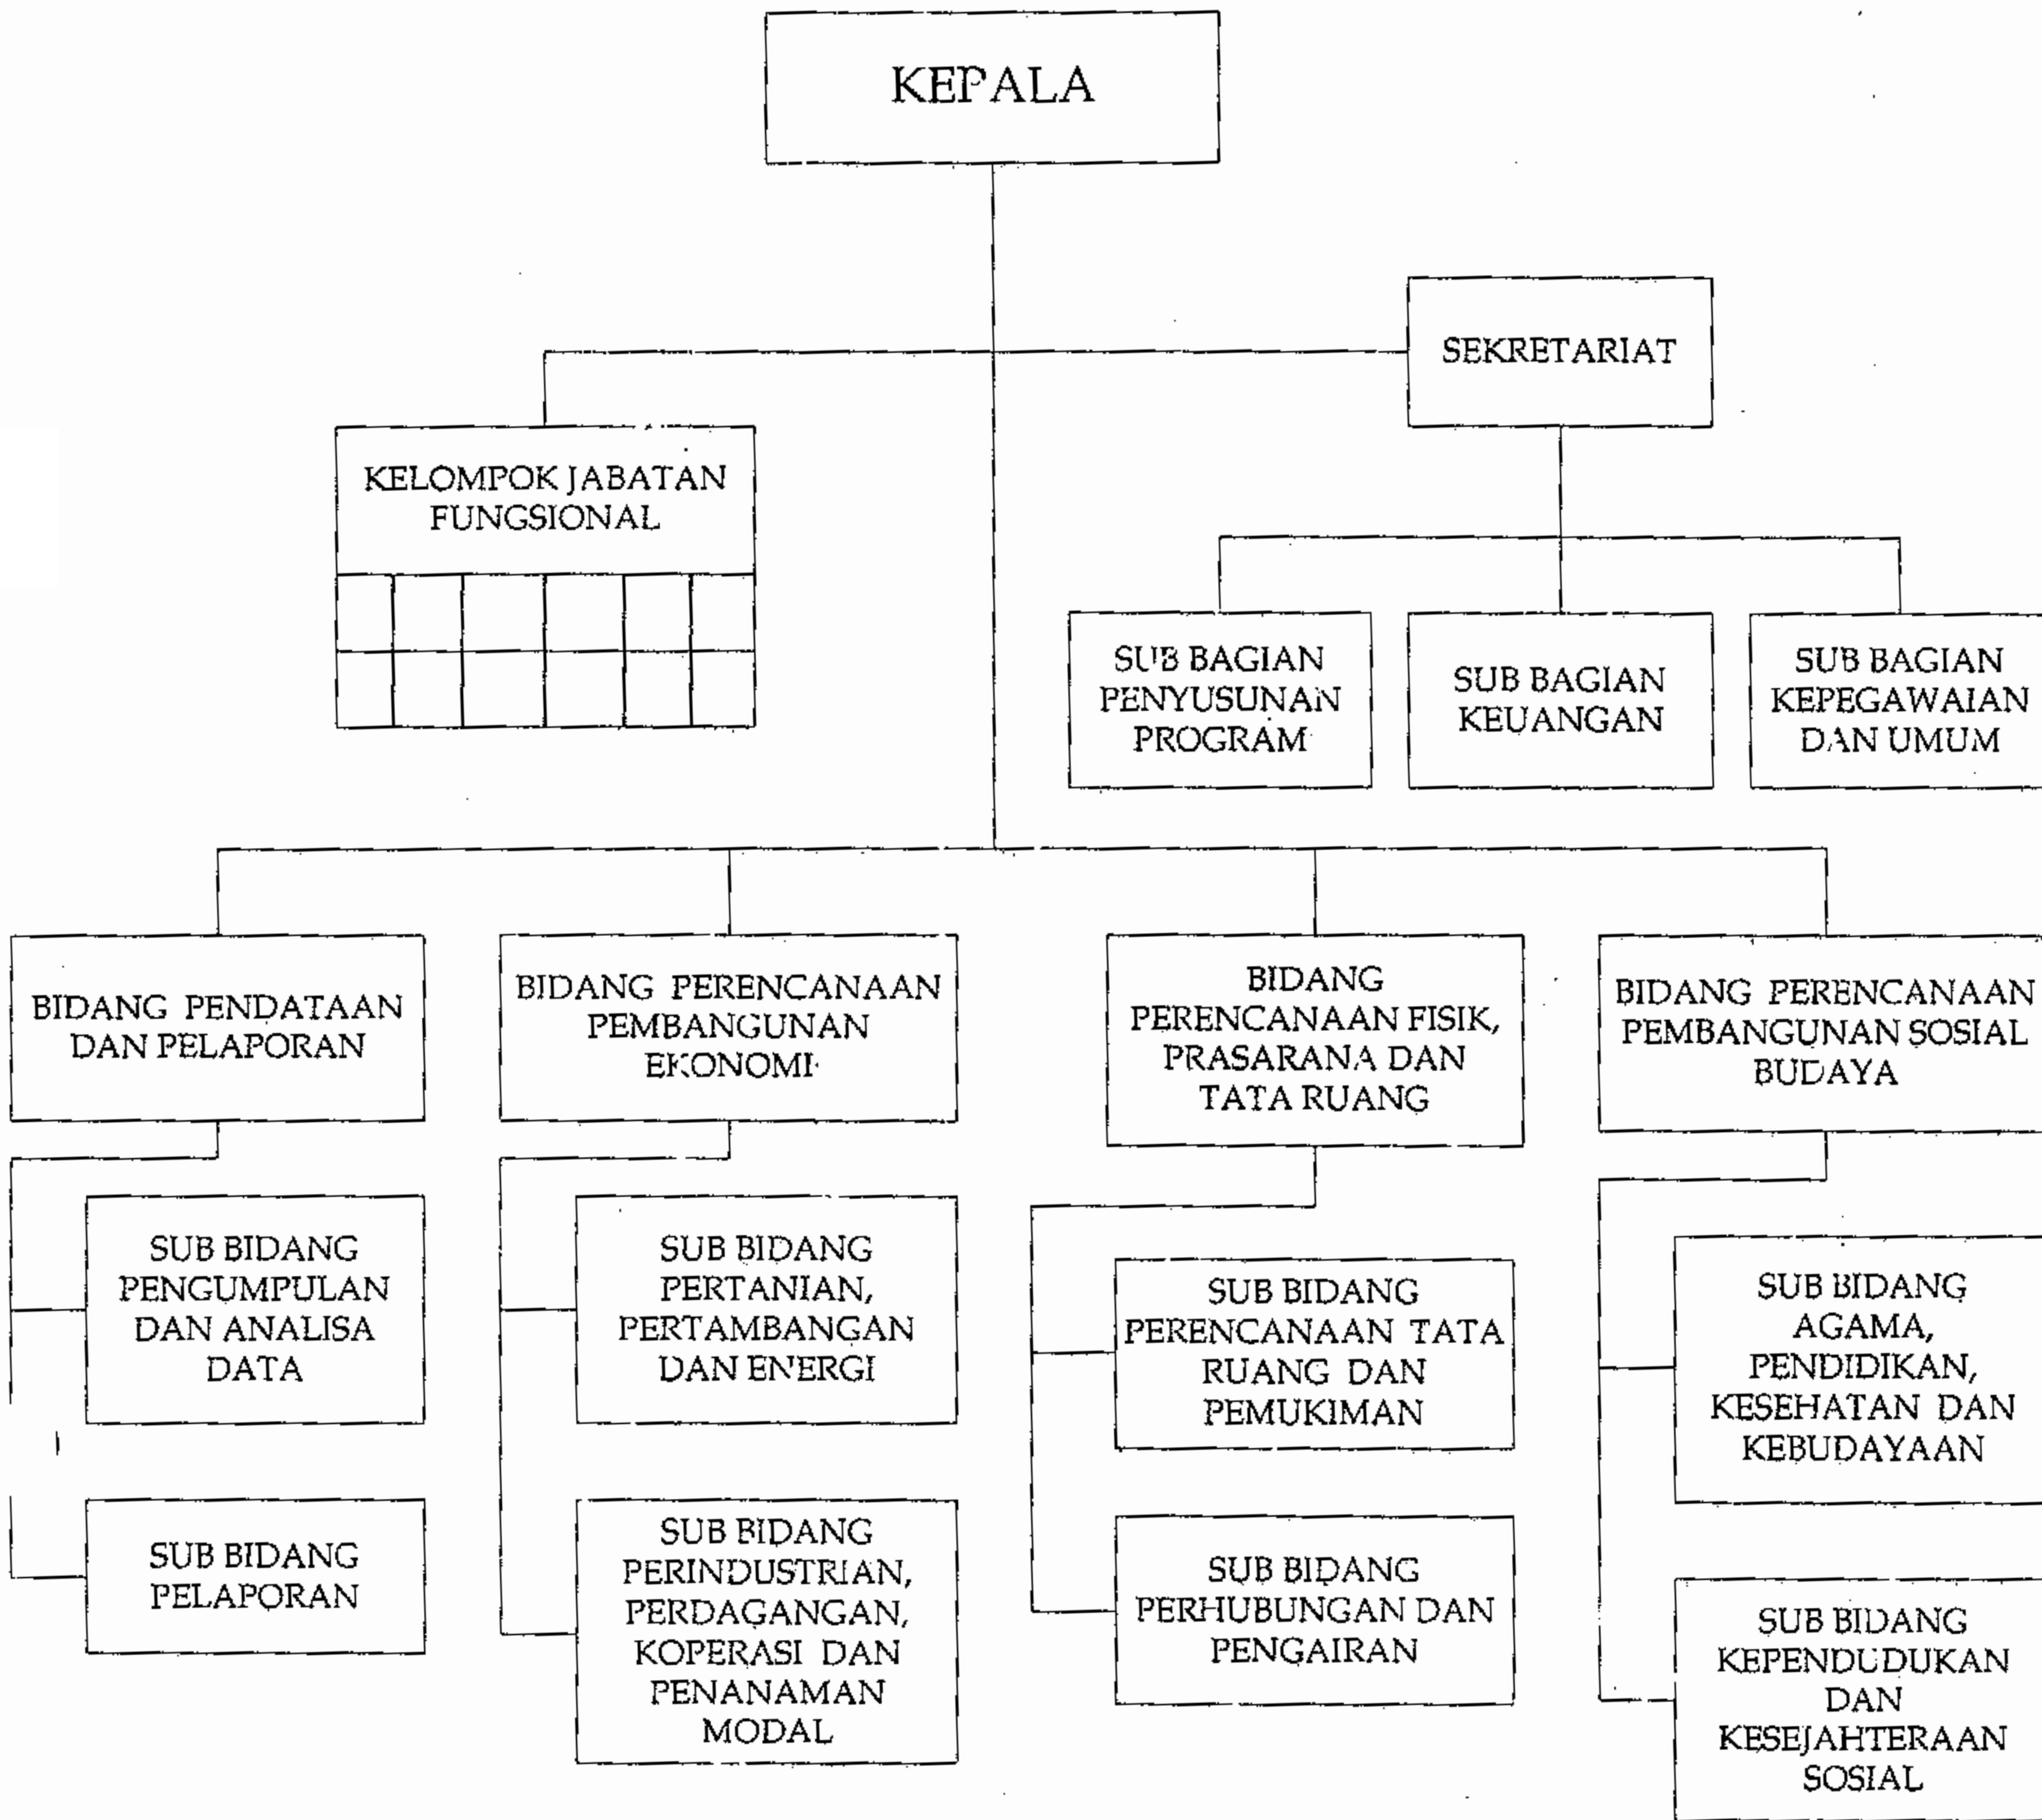 KEPALA
SEKRETARIAT
KELOMPOK JABATAN
FUNGSIONAL
SUB BAGIAN
PENYUSUNAN
PROGRAM
SUB BAGIAN
KEUANGAN
SUB BAGIAN
KEPEGAWAIAN
DAN UMUM
BIDANG PENDATAAN
DAN PELAPORAN
BIDANG PERENCANAAN
PEMBANGUNAN
EKONOMI
BIDANG
PERENCANAAN FISIK,
PRASARANA DAN
TATA RUANG
BIDANG PERENCANAAN
PEMBANGUNAN SOSIAL
BUDAYA
SUB BIDANG
PENGUMPULAN
DAN ANALISA
DATA
SUB BIDANG
PERTANIAN,
PERTAMBANGAN
DAN ENERGI
SUB BIDANG
PERENCANAAN TATA
RUANG DAN
PEMUKIMAN
SUB BIDANG
AGAMA,
PENDIDIKAN,
KESEHATAN DAN
KEBUDAYAAN
SUB BIDANG
PELAPORAN
SUB BIDANG
PERINDUSTRIAN,
PERDAGANGAN,
KOPERASI DAN
PENANAMAN
MODAL
SUB BIDANG
PERHUBUNGAN DAN
PENGAIRAN
SUB BIDANG
KEPENDUDUKAN
DAN
KESEJAHTERAAN
SOSIAL